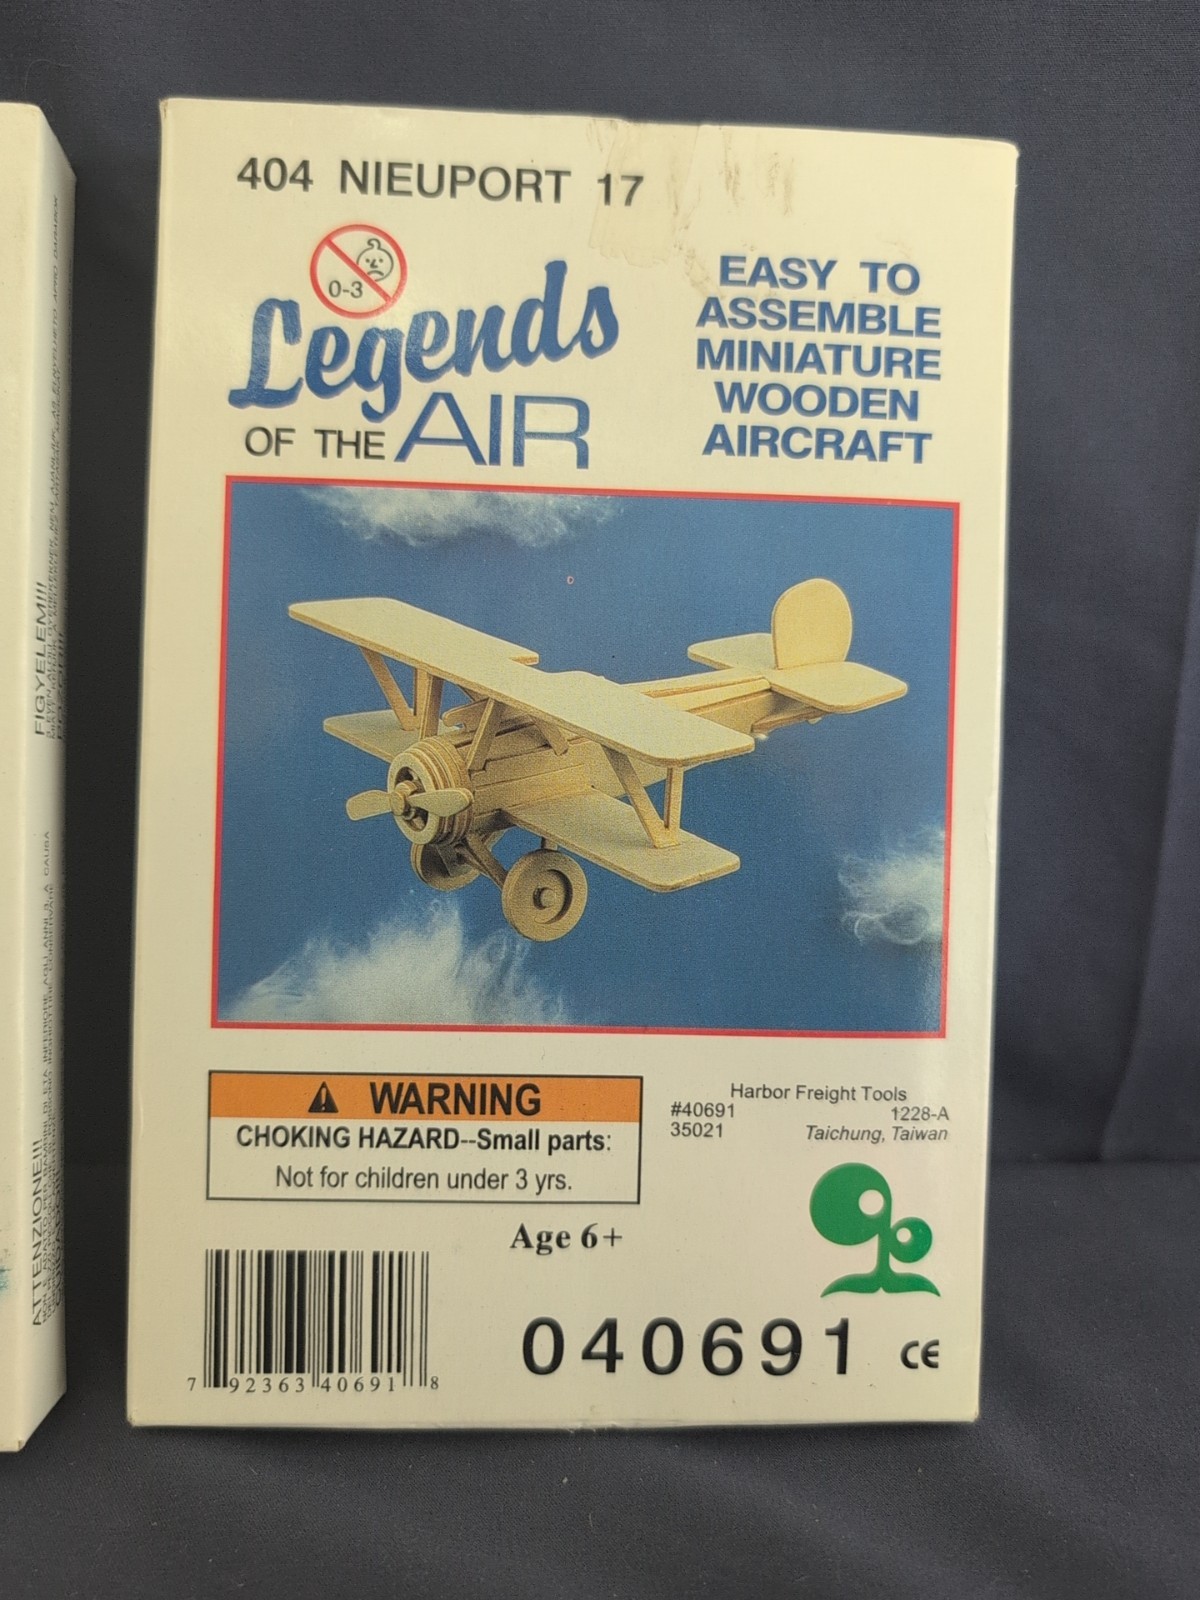 404 NIEUPORT 17
0-3
Legends
OF THE AIR
EASY TO
ASSEMBLE
MINIATURE
WOODEN
AIRCRAFT
WARNING
CHOKING HAZARD--Small parts:
Not for children under 3 yrs.
Harbor Freight Tools
#40691 1228-A
35021 Taichung, Taiwan
Age 6+
040691 CE
7 92363 40691 8
FIGYELEM!!!
ATTENZIONE!!!